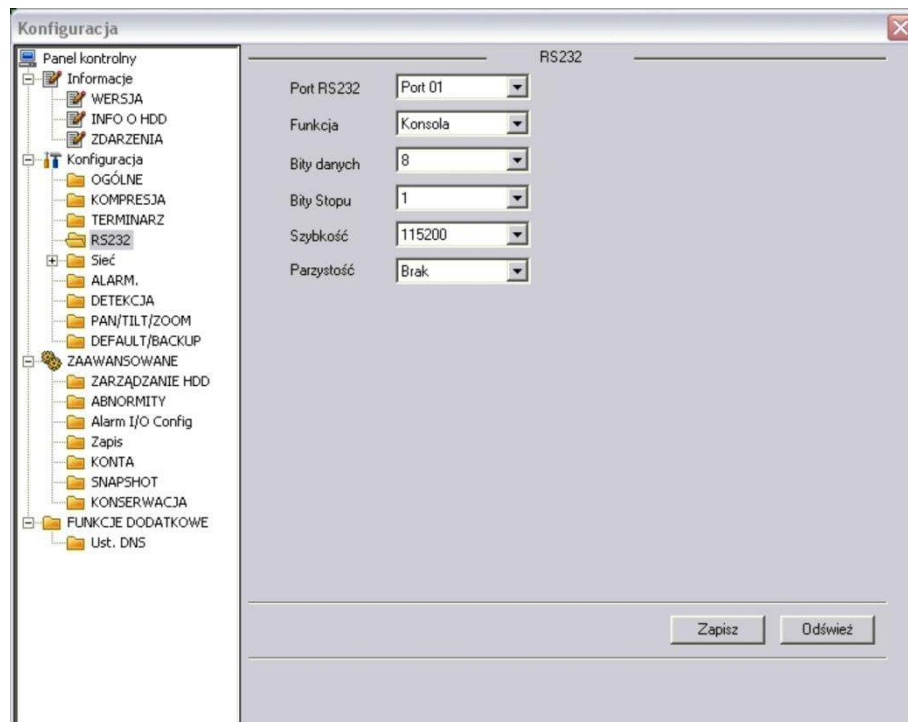 Konfiguracja
Panel kontrolny
Informacje
WERSJA
INFO O HDD
ZDARZENIA
Konfiguracja
OGÓLNE
KOMPRESJA
TERMINARZ
RS232
Sieć
ALARM.
DETEKCJA
PAN/TILT/ZOOM
DEFAULT/BACKUP
ZAAWANSOWANE
ZARZĄDZANIE HDD
ABNORMITY
Alarm I/O Config
Zapis
KONTA
SNAPSHOT
KONSERWACJA
FUNKCJE DODATKOWE
Ust. DNS
RS232
Port RS232 Port 01
Funkcja Konsola
Bity danych 8
Bity Stopu 1
Szybkość 115200
Parzystość Brak
Zapisz Odśwież